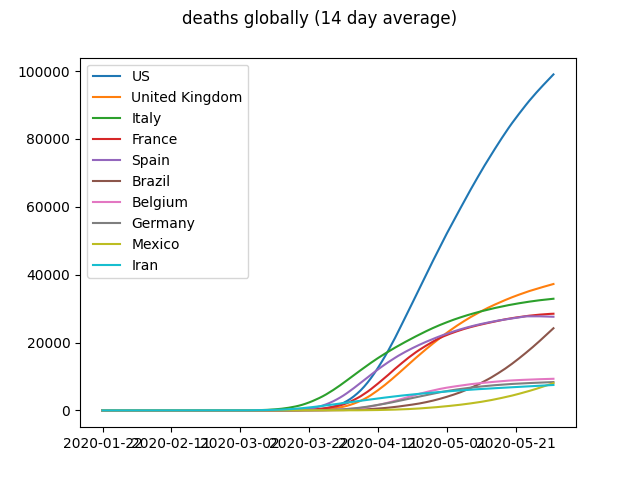 deaths globally (14 day average)
US
United Kingdom
Italy
France
Spain
Brazil
Belgium
Germany
Mexico
Iran
100000
80000
60000
40000
20000
0
2020-01-22 2020-02-11 2020-03-02 2020-03-22 2020-04-11 2020-05-01 2020-05-21